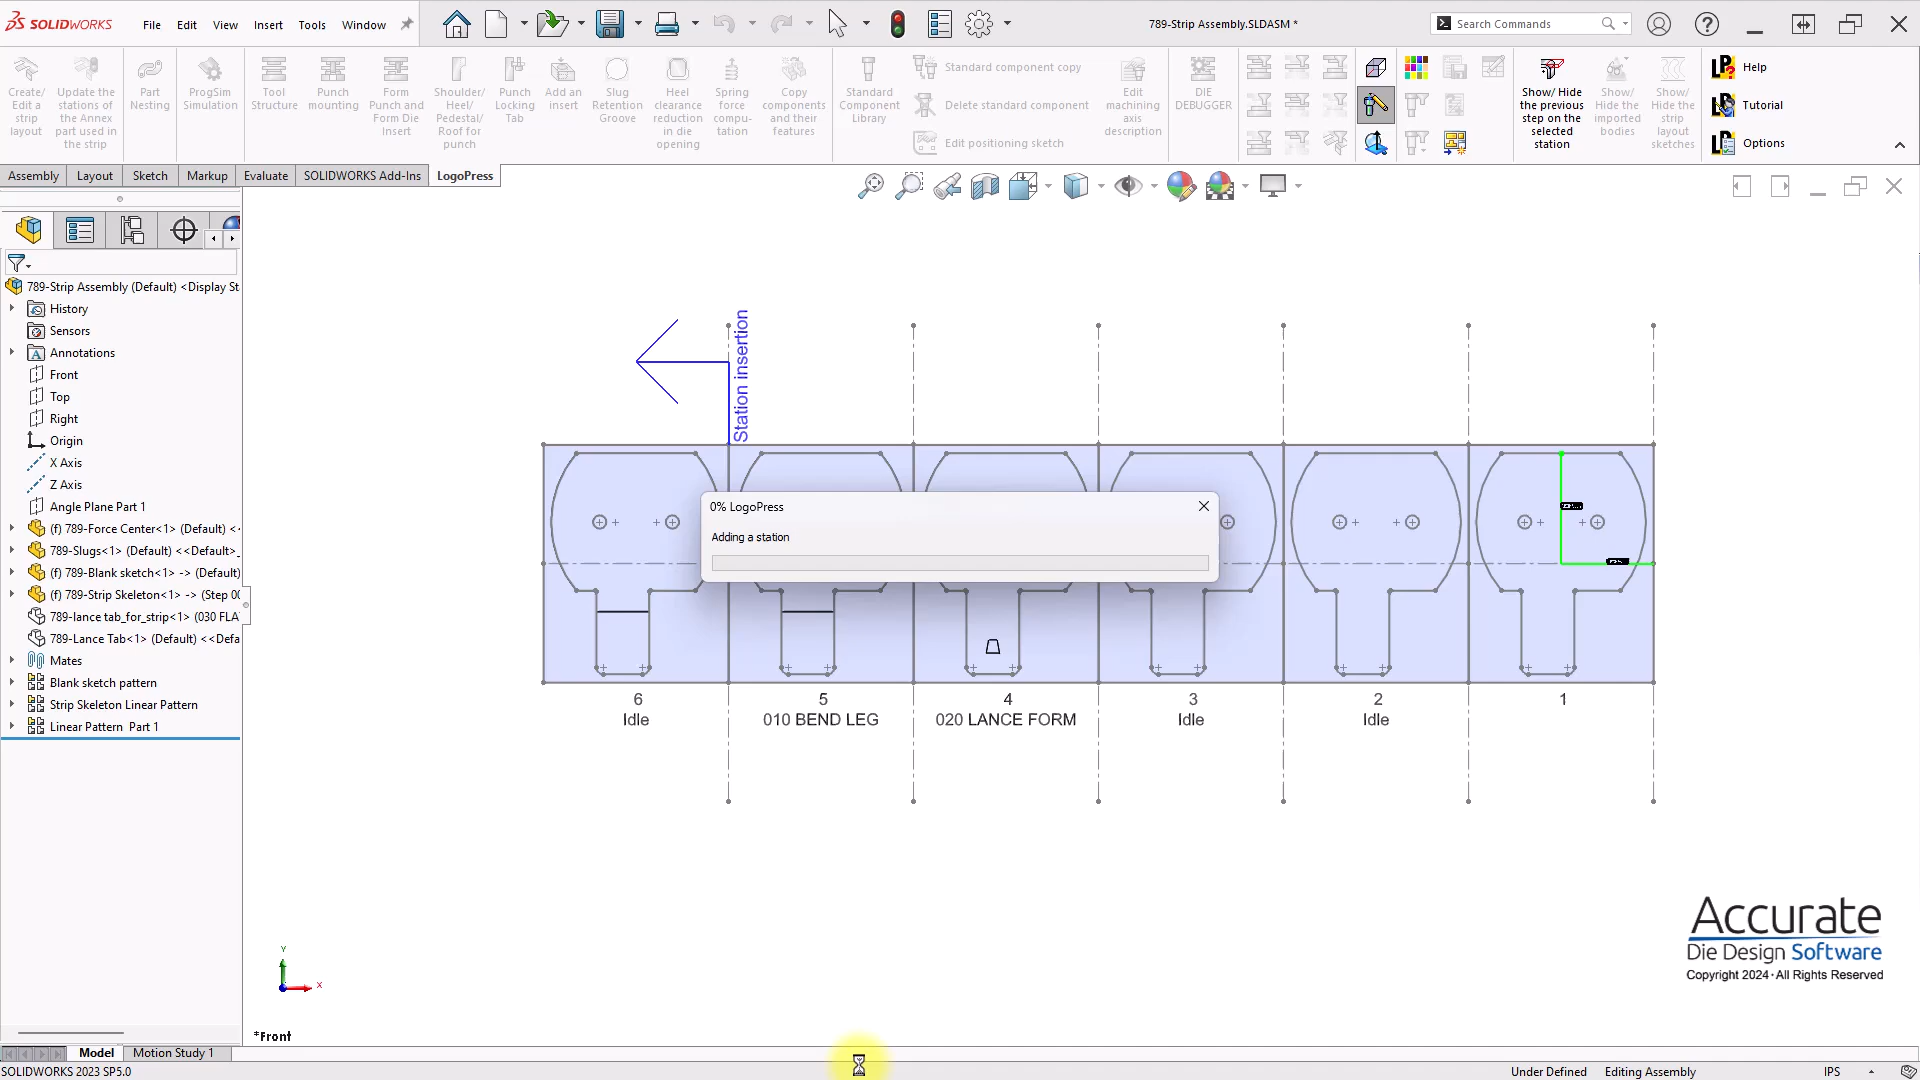 SOLIDWORKS
File
Edit
View
Insert
Tools
Window
789-Strip Assembly.SLDASM *
Search Commands
Create/
Edit a
strip
layout
Update the
stations of
the Annex
part used in
the strip
Part
Nesting
ProgSim
Simulation
Tool
Structure
Punch
mounting
Form
Punch and
Form Die
Insert
Shoulder/
Heel/
Pedestal/
Roof for
punch
Punch
Locking
Tab
Add an
insert
Slug
Retention
Groove
Heel
clearance
reduction
in die
opening
Spring
force
compu-
tation
Copy
components
and their
features
Standard
Component
Library
Standard component copy
Delete standard component
Edit positioning sketch
Edit
machining
axis
description
DIE
DEBUGGER
Show/ Hide
the previous
step on the
selected
station
Show/
Hide the
imported
bodies
Show/
Hide the
strip
layout
sketches
Help
Tutorial
Options
Assembly
Layout
Sketch
Markup
Evaluate
SOLIDWORKS Add-Ins
LogoPress
789-Strip Assembly (Default) <Display St
History
Sensors
Annotations
Front
Top
Right
Origin
X Axis
Z Axis
Angle Plane Part 1
(f) 789-Force Center<1> (Default) <
789-Slugs<1> (Default) <<Default>_
(f) 789-Blank sketch<1> -> (Default)
(f) 789-Strip Skeleton<1> -> (Step 00
789-lance tab_for_strip<1> (030 FLA
789-Lance Tab<1> (Default) <<Defa
Mates
Blank sketch pattern
Strip Skeleton Linear Pattern
Linear Pattern Part 1
Station insertion
0% LogoPress
Adding a station
6
Idle
5
010 BEND LEG
4
020 LANCE FORM
3
Idle
2
Idle
1
Accurate
Die Design Software
Copyright 2024 · All Rights Reserved
Y
X
*Front
Model
Motion Study 1
SOLIDWORKS 2023 SP5.0
Under Defined
Editing Assembly
IPS